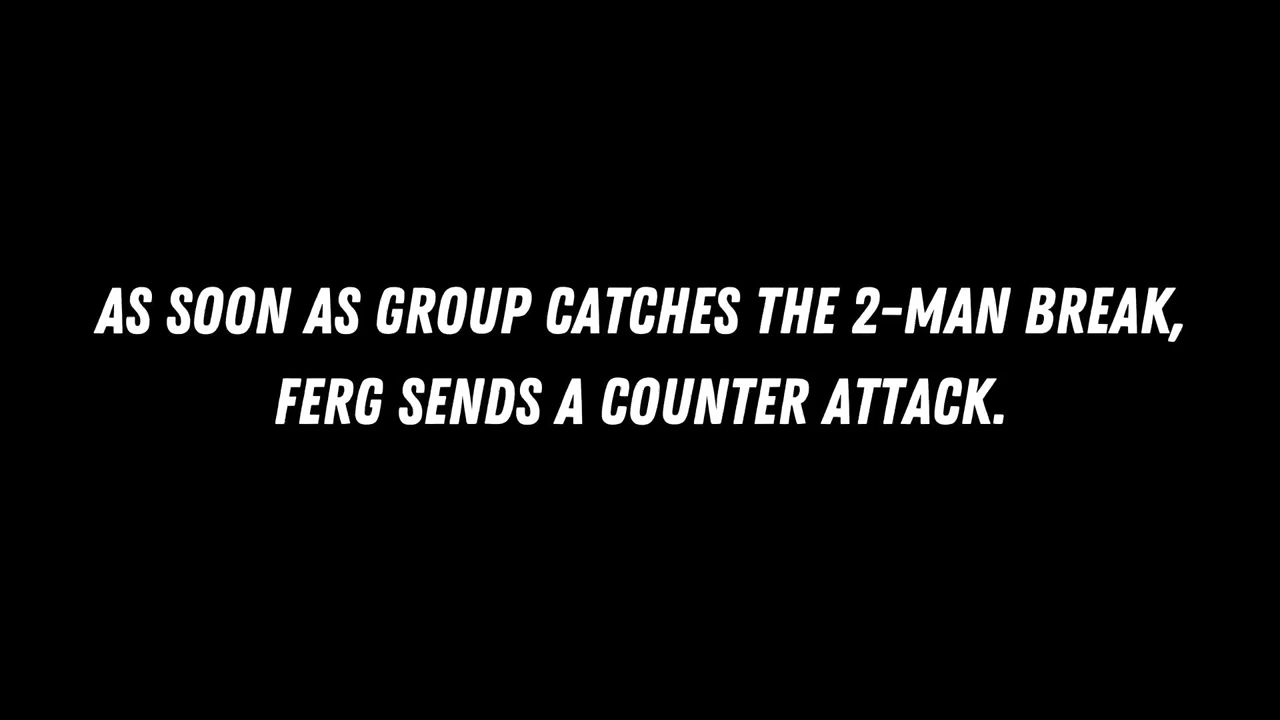 AS SOON AS GROUP CATCHES THE 2-MAN BREAK,
FERG SENDS A COUNTER ATTACK.